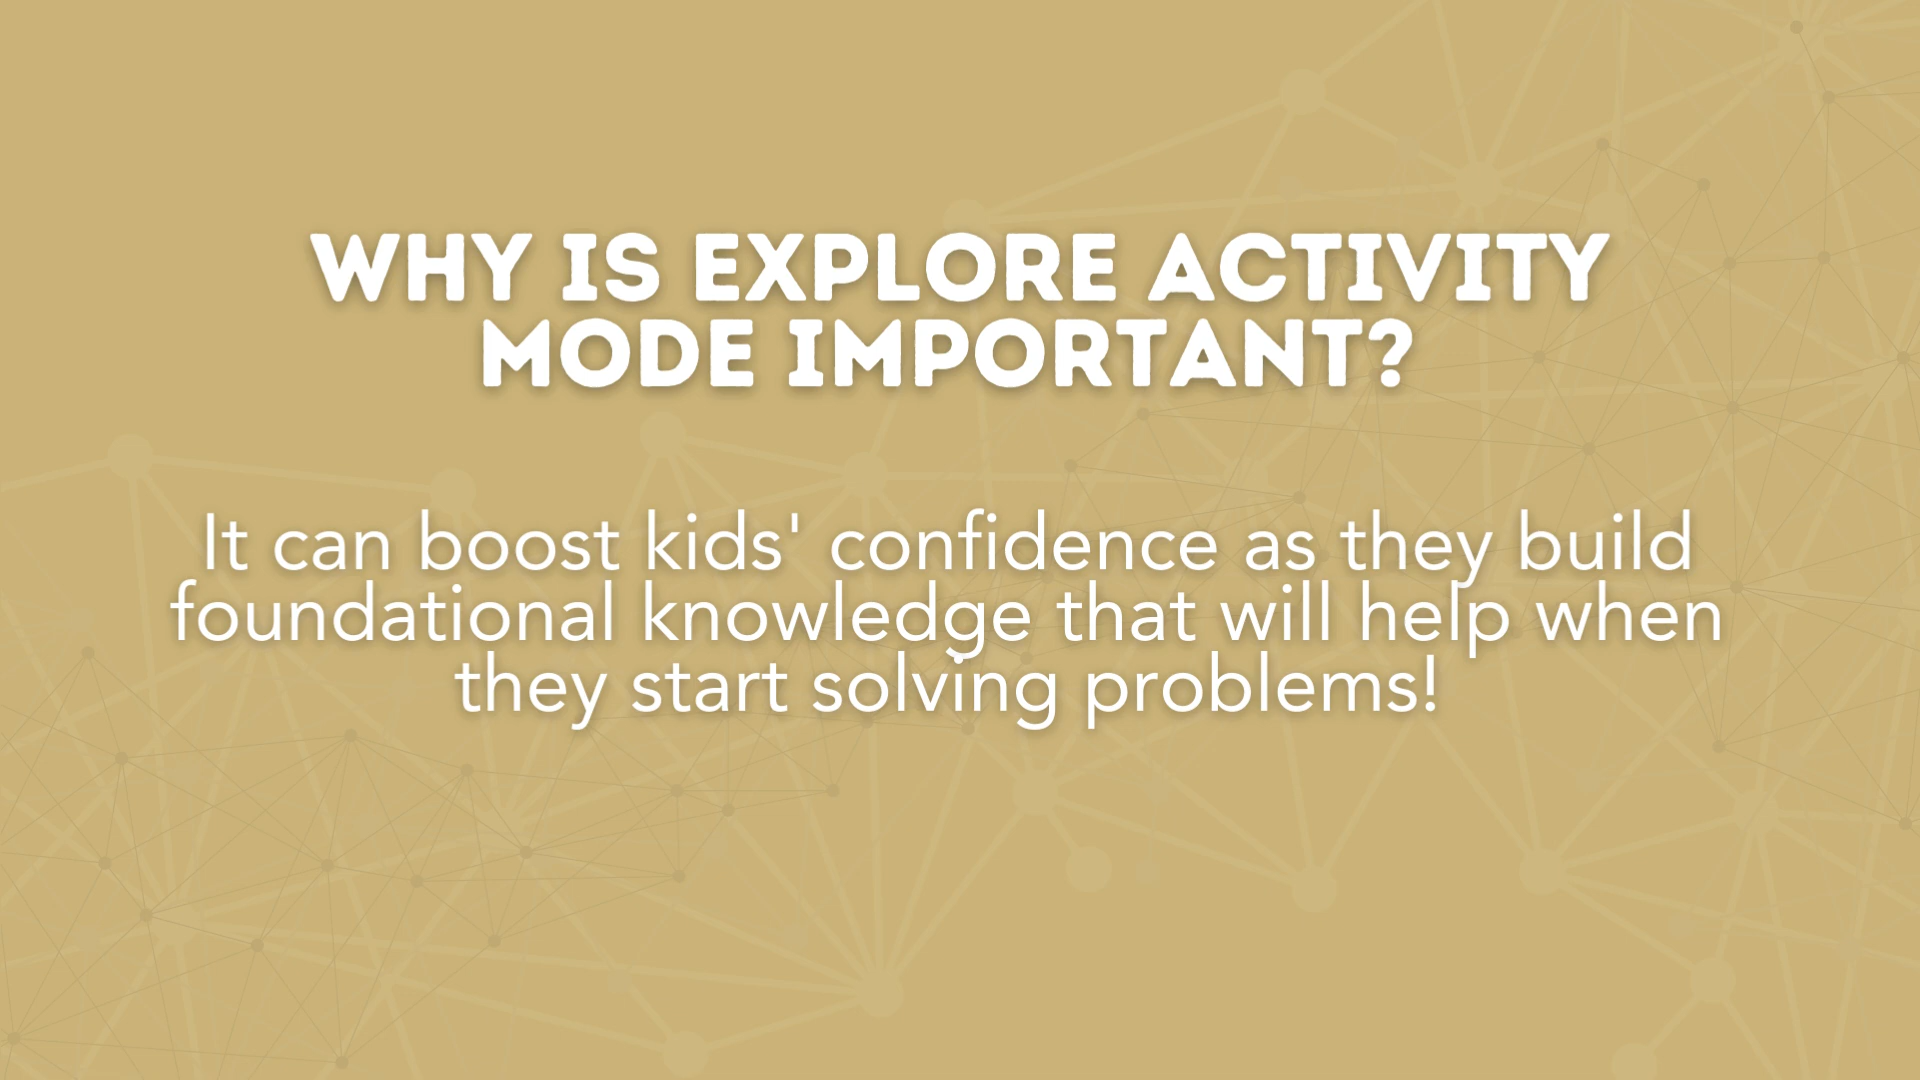 WHY IS EXPLORE ACTIVITY
MODE IMPORTANT?
It can boost kids' confidence as they build
foundational knowledge that will help when
they start solving problems!